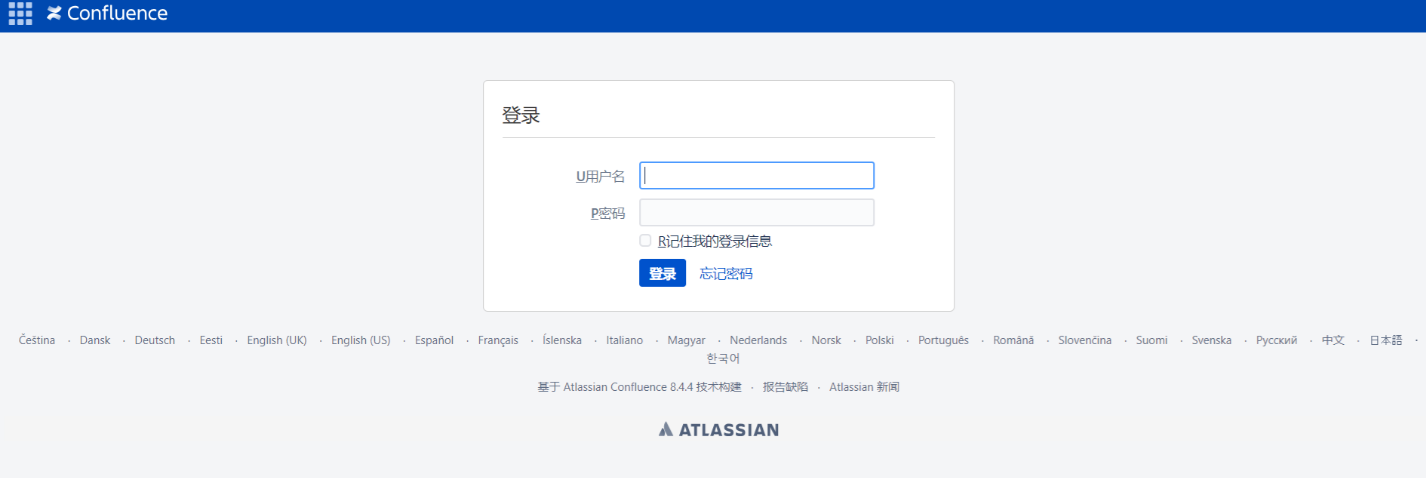 Confluence
登录
U用户名
P密码
R记住我的登录信息
登录 忘记密码
Čeština · Dansk · Deutsch · Eesti · English (UK) · English (US) · Español · Français · Íslenska · Italiano · Magyar · Nederlands · Norsk · Polski · Português · Română · Slovenčina · Suomi · Svenska · Русский · 中文 · 日本語 ·
한국어
基于 Atlassian Confluence 8.4.4 技术构建 · 报告缺陷 · Atlassian 新闻
ATLASSIAN